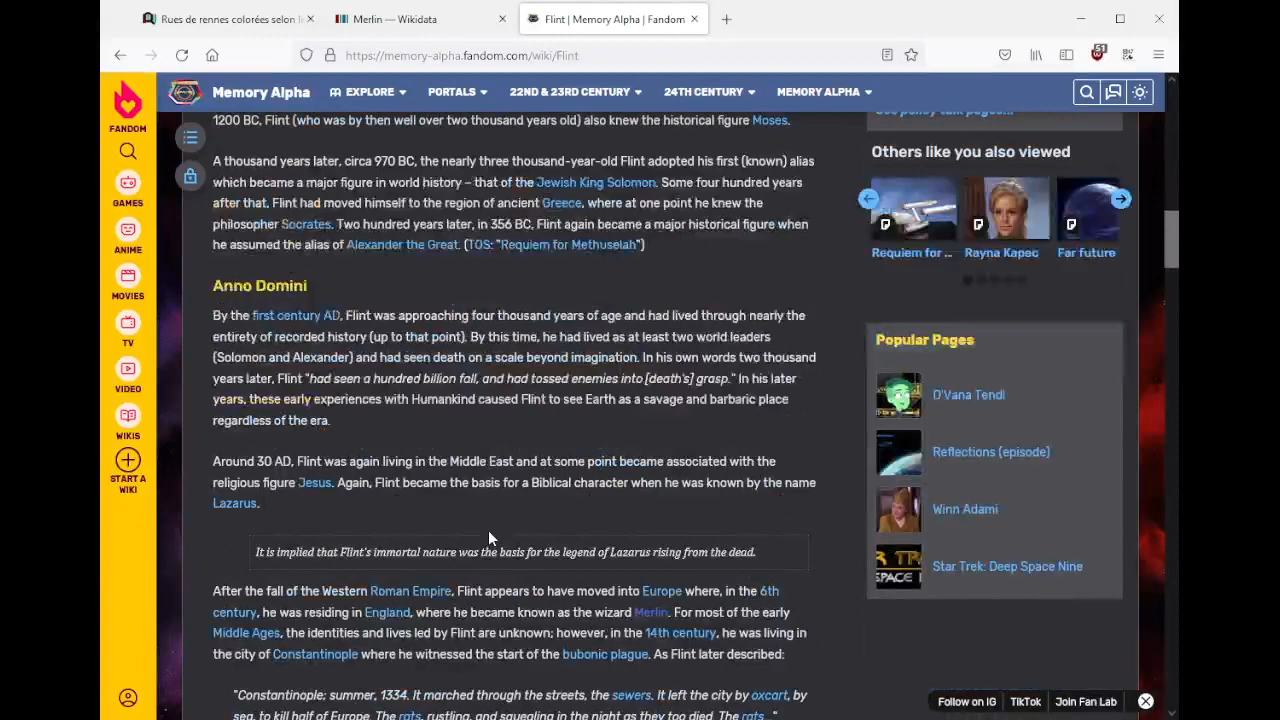 Rues de rennes colorées selon l
Merlin — Wikidata
Flint | Memory Alpha | Fandom
https://memory-alpha.fandom.com/wiki/Flint
51
FANDOM
GAMES
ANIME
MOVIES
TV
VIDEO
WIKIS
START A
WIKI
Memory Alpha
EXPLORE
PORTALS
22ND & 23RD CENTURY
24TH CENTURY
MEMORY ALPHA
1200 BC, Flint (who was by then well over two thousand years old) also knew the historical figure Moses.
A thousand years later, circa 970 BC, the nearly three thousand-year-old Flint adopted his first (known) alias
which became a major figure in world history – that of the Jewish King Solomon. Some four hundred years
after that, Flint had moved himself to the region of ancient Greece, where at one point he knew the
philosopher Socrates. Two hundred years later, in 356 BC, Flint again became a major historical figure when
he assumed the alias of Alexander the Great. (TOS: "Requiem for Methuselah")
Anno Domini
By the first century AD, Flint was approaching four thousand years of age and had lived through nearly the
entirety of recorded history (up to that point). By this time, he had lived as at least two world leaders
(Solomon and Alexander) and had seen death on a scale beyond imagination. In his own words two thousand
years later, Flint "had seen a hundred billion fall, and had tossed enemies into [death's] grasp." In his later
years, these early experiences with Humankind caused Flint to see Earth as a savage and barbaric place
regardless of the era.
Around 30 AD, Flint was again living in the Middle East and at some point became associated with the
religious figure Jesus. Again, Flint became the basis for a Biblical character when he was known by the name
Lazarus.
It is implied that Flint's immortal nature was the basis for the legend of Lazarus rising from the dead.
After the fall of the Western Roman Empire, Flint appears to have moved into Europe where, in the 6th
century, he was residing in England, where he became known as the wizard Merlin. For most of the early
Middle Ages, the identities and lives led by Flint are unknown; however, in the 14th century, he was living in
the city of Constantinople where he witnessed the start of the bubonic plague. As Flint later described:
"Constantinople; summer, 1334. It marched through the streets, the sewers. It left the city by oxcart, by
sea, to kill half of Europe. The rats, rustling, and squealing in the night as they too died. The rats..."
Others like you also viewed
Requiem for ...
Rayna Kapec
Far future
Popular Pages
D'Vana Tendi
Reflections (episode)
Winn Adami
Star Trek: Deep Space Nine
Follow on IG
TikTok
Join Fan Lab